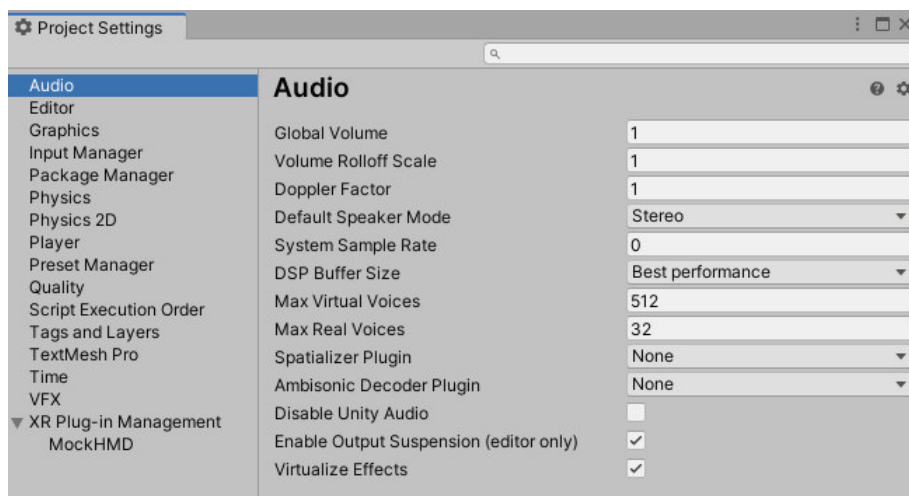 Project Settings
Audio
Editor
Graphics
Input Manager
Package Manager
Physics
Physics 2D
Player
Preset Manager
Quality
Script Execution Order
Tags and Layers
TextMesh Pro
Time
VFX
XR Plug-in Management
MockHMD
Audio
Global Volume 1
Volume Rolloff Scale 1
Doppler Factor 1
Default Speaker Mode Stereo
System Sample Rate 0
DSP Buffer Size Best performance
Max Virtual Voices 512
Max Real Voices 32
Spatializer Plugin None
Ambisonic Decoder Plugin None
Disable Unity Audio
Enable Output Suspension (editor only)
Virtualize Effects